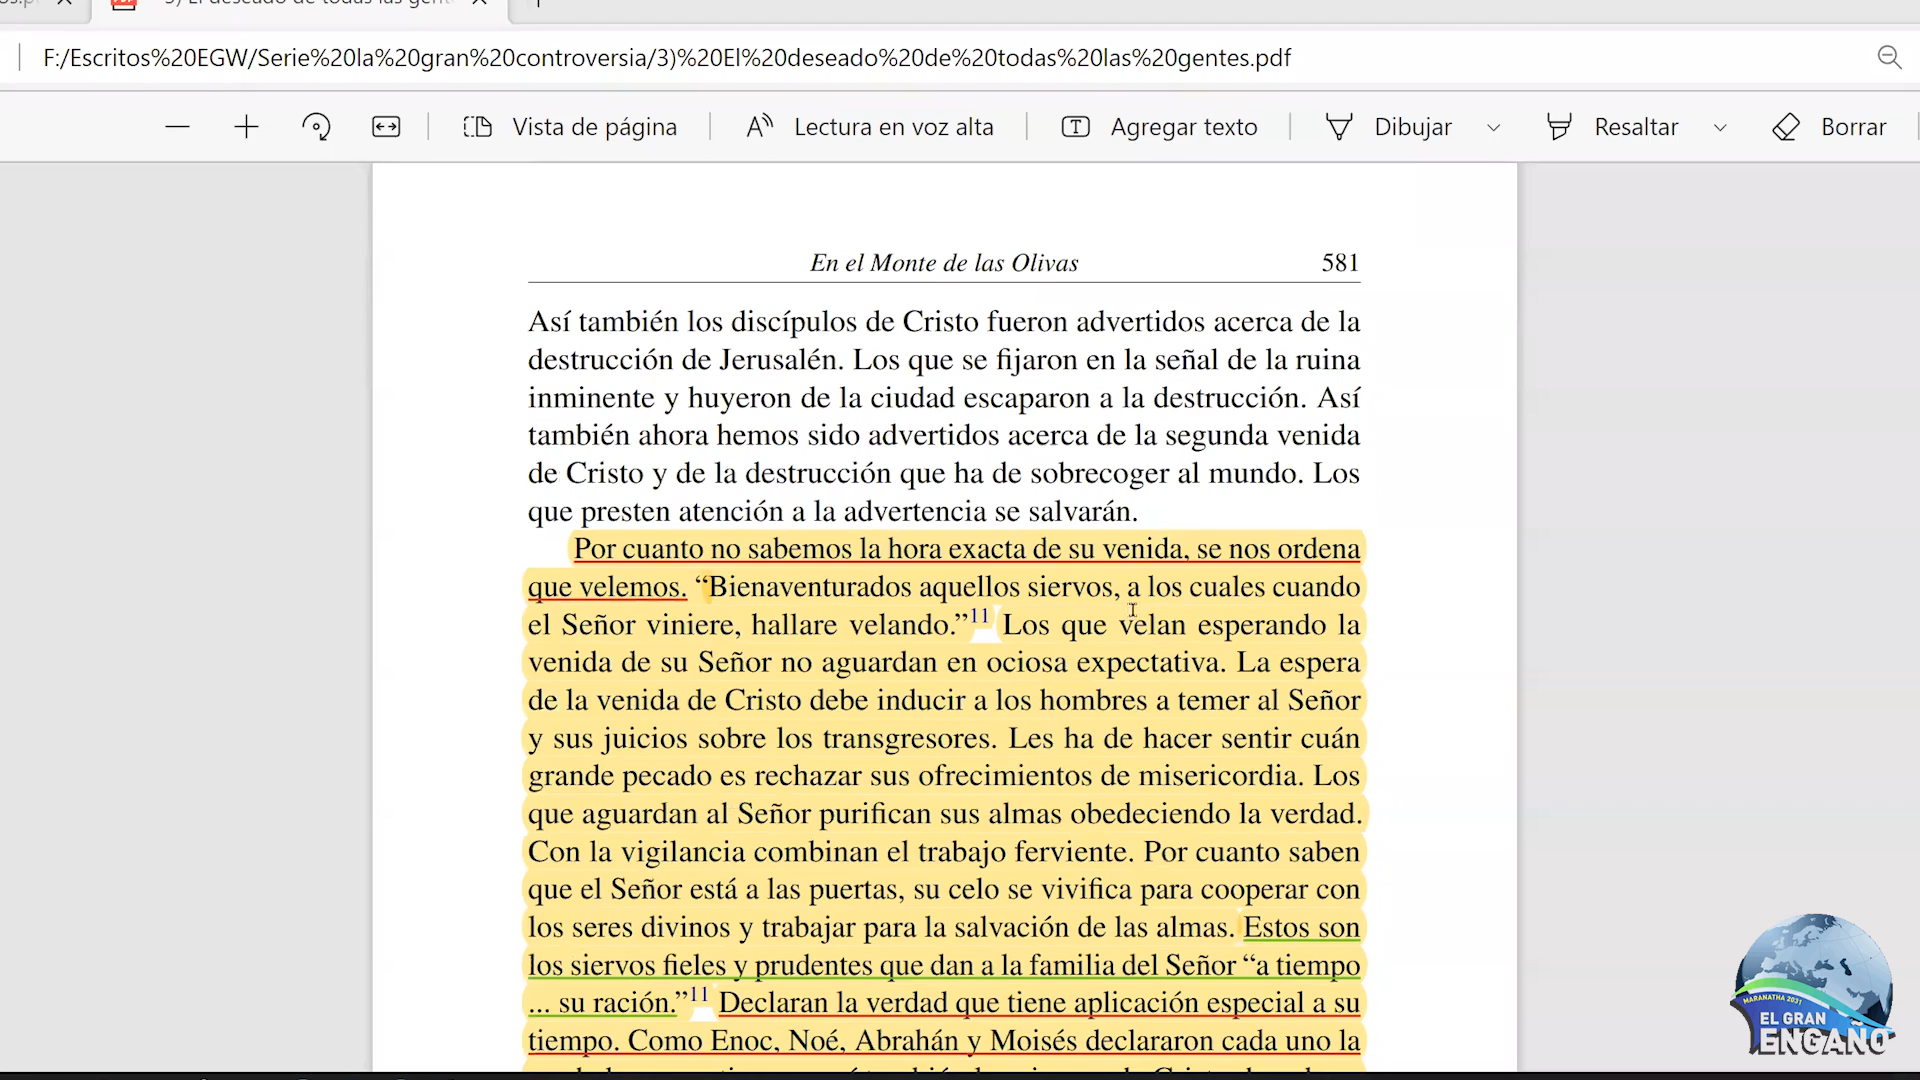 3) El deseado de todas las gent
F:/Escritos%20EGW/Serie%20la%20gran%20controversia/3)%20El%20deseado%20de%20todas%20las%20gentes.pdf
Vista de página
Lectura en voz alta
Agregar texto
Dibujar
Resaltar
Borrar
En el Monte de las Olivas 581
Así también los discípulos de Cristo fueron advertidos acerca de la
destrucción de Jerusalén. Los que se fijaron en la señal de la ruina
inminente y huyeron de la ciudad escaparon a la destrucción. Así
también ahora hemos sido advertidos acerca de la segunda venida
de Cristo y de la destrucción que ha de sobrecoger al mundo. Los
que presten atención a la advertencia se salvarán.
Por cuanto no sabemos la hora exacta de su venida, se nos ordena
que velemos. “Bienaventurados aquellos siervos, a los cuales cuando
el Señor viniere, hallare velando.”11 Los que velan esperando la
venida de su Señor no aguardan en ociosa expectativa. La espera
de la venida de Cristo debe inducir a los hombres a temer al Señor
y sus juicios sobre los transgresores. Les ha de hacer sentir cuán
grande pecado es rechazar sus ofrecimientos de misericordia. Los
que aguardan al Señor purifican sus almas obedeciendo la verdad.
Con la vigilancia combinan el trabajo ferviente. Por cuanto saben
que el Señor está a las puertas, su celo se vivifica para cooperar con
los seres divinos y trabajar para la salvación de las almas. Estos son
los siervos fieles y prudentes que dan a la familia del Señor “a tiempo
... su ración.”11 Declaran la verdad que tiene aplicación especial a su
tiempo. Como Enoc, Noé, Abrahán y Moisés declararon cada uno la
MARANATHA 2021
EL GRAN
ENGAÑO